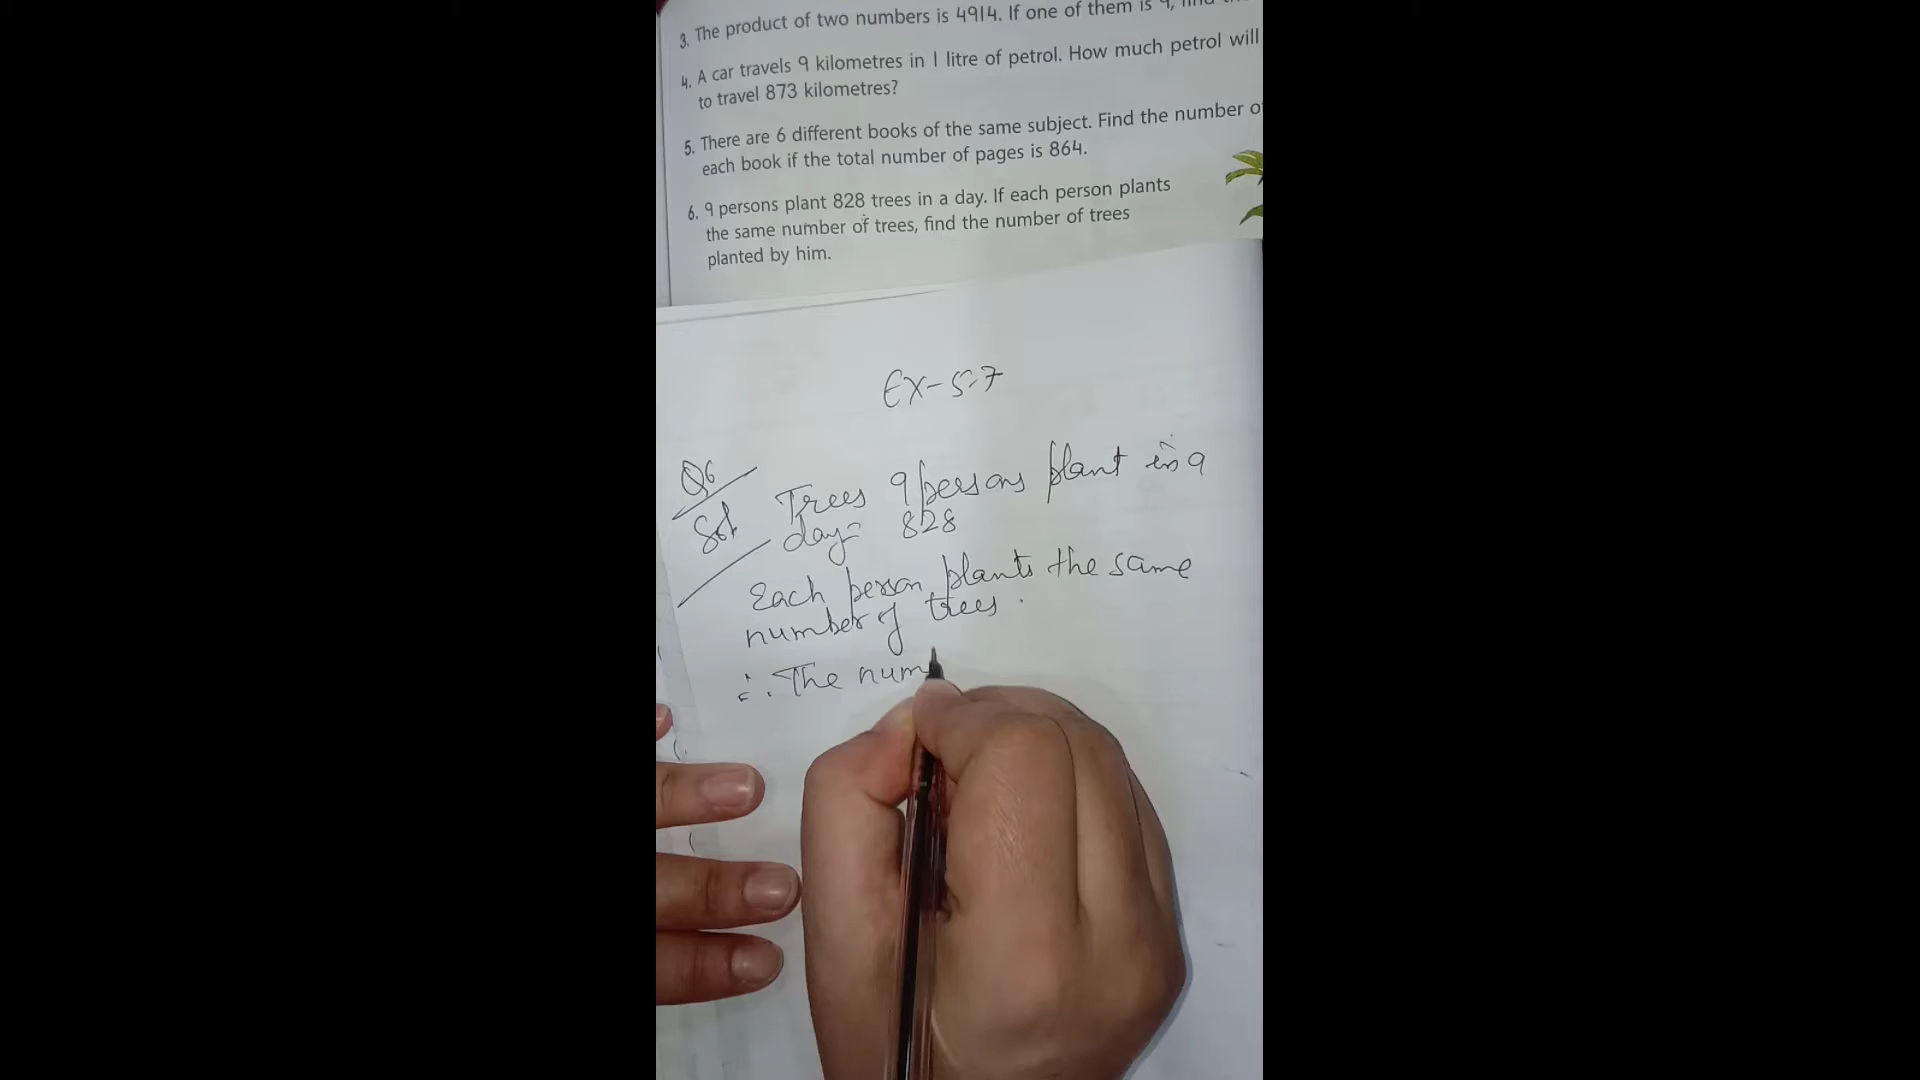 3. The product of two numbers is 4914. If one of them is 9,
4. A car travels 9 kilometres in 1 litre of petrol. How much petrol will
to travel 873 kilometres?
5. There are 6 different books of the same subject. Find the number of
each book if the total number of pages is 864.
6. 9 persons plant 828 trees in a day. If each person plants
the same number of trees, find the number of trees
planted by him.
EX-5.7
Q6
Sol Trees 9 persons plant in a
day= 828
Each person plants the same
number of trees.
∴ The num